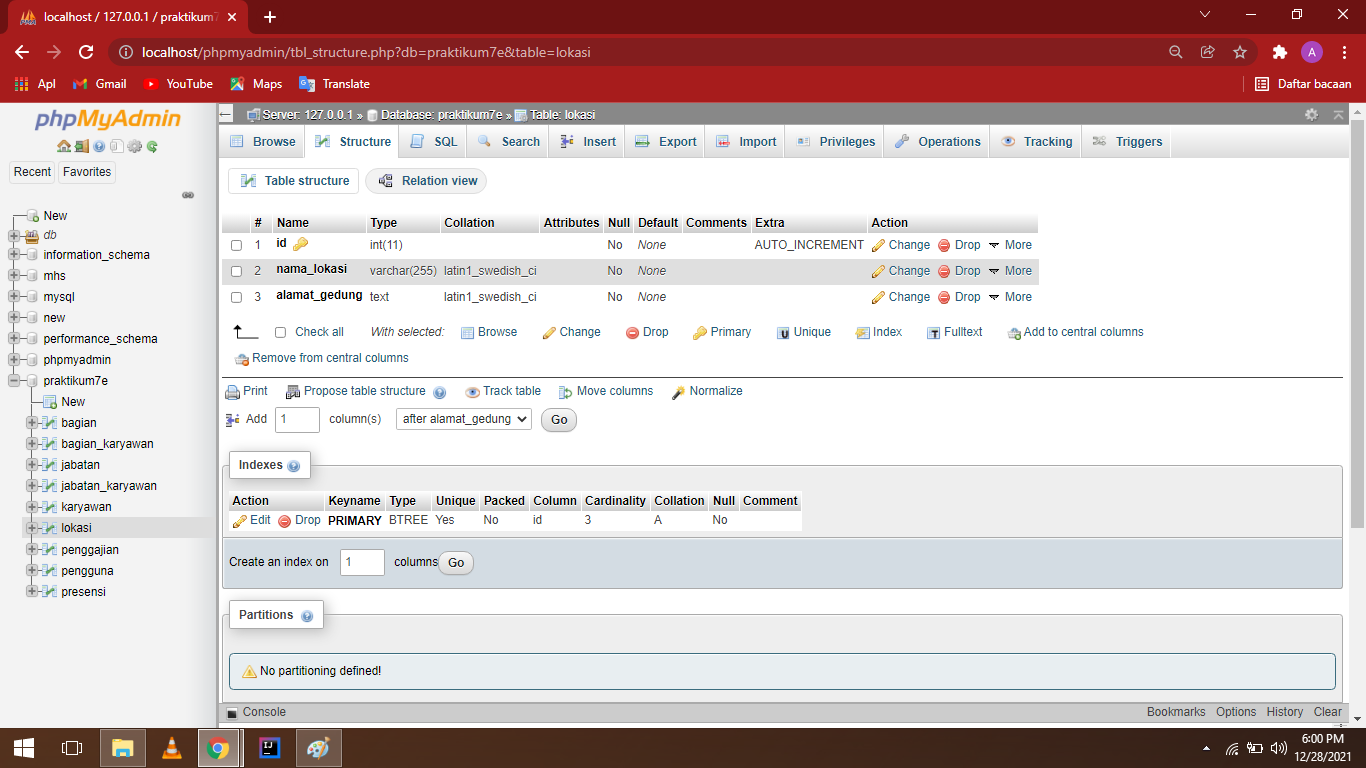 localhost / 127.0.0.1 / praktikum7
localhost/phpmyadmin/tbl_structure.php?db=praktikum7e&table=lokasi
A
Apl Gmail YouTube Maps Translate Daftar bacaan
phpMyAdmin
Recent Favorites
New
db
information_schema
mhs
mysql
new
performance_schema
phpmyadmin
praktikum7e
New
bagian
bagian_karyawan
jabatan
jabatan_karyawan
karyawan
lokasi
penggajian
pengguna
presensi
Server: 127.0.0.1 » Database: praktikum7e » Table: lokasi
Browse Structure SQL Search Insert Export Import Privileges Operations Tracking Triggers
Table structure Relation view
# Name Type Collation Attributes Null Default Comments Extra Action
1 id int(11) No None AUTO_INCREMENT Change Drop More
2 nama_lokasi varchar(255) latin1_swedish_ci No None Change Drop More
3 alamat_gedung text latin1_swedish_ci No None Change Drop More
Check all With selected: Browse Change Drop Primary Unique Index Fulltext Add to central columns
Remove from central columns
Print Propose table structure Track table Move columns Normalize
Add 1 column(s) after alamat_gedung Go
Indexes
Action Keyname Type Unique Packed Column Cardinality Collation Null Comment
Edit Drop PRIMARY BTREE Yes No id 3 A No
Create an index on 1 columns Go
Partitions
No partitioning defined!
Console Bookmarks Options History Clear
6:00 PM
12/28/2021